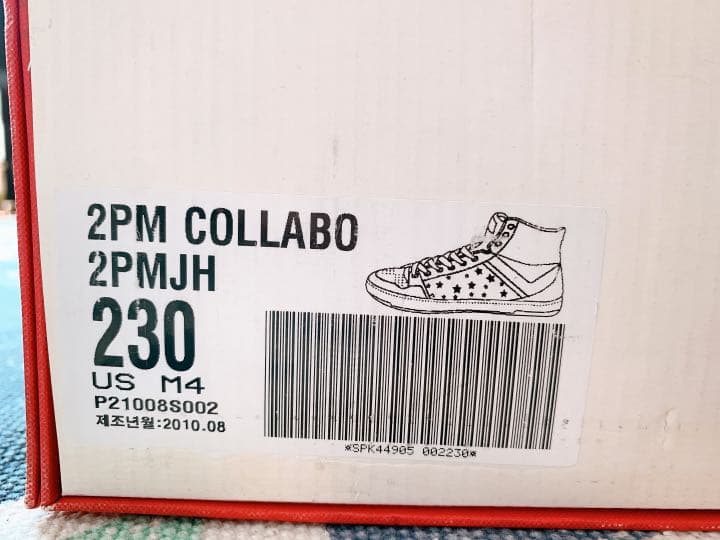 2PM COLLABO
2PMJH
230
US M4
P21008S002
제조년월:2010.08
*SPK44905 002230*